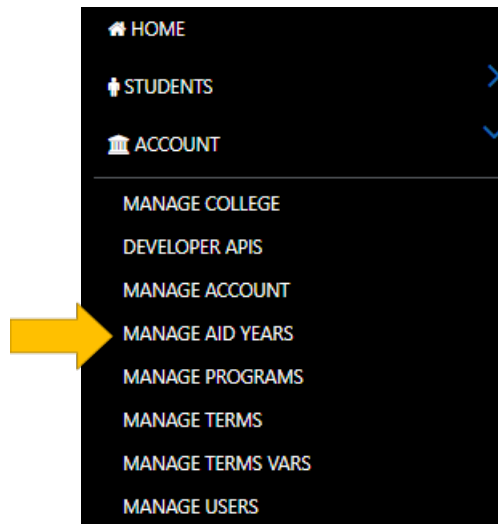 HOME
STUDENTS
ACCOUNT
MANAGE COLLEGE
DEVELOPER APIS
MANAGE ACCOUNT
MANAGE AID YEARS
MANAGE PROGRAMS
MANAGE TERMS
MANAGE TERMS VARS
MANAGE USERS